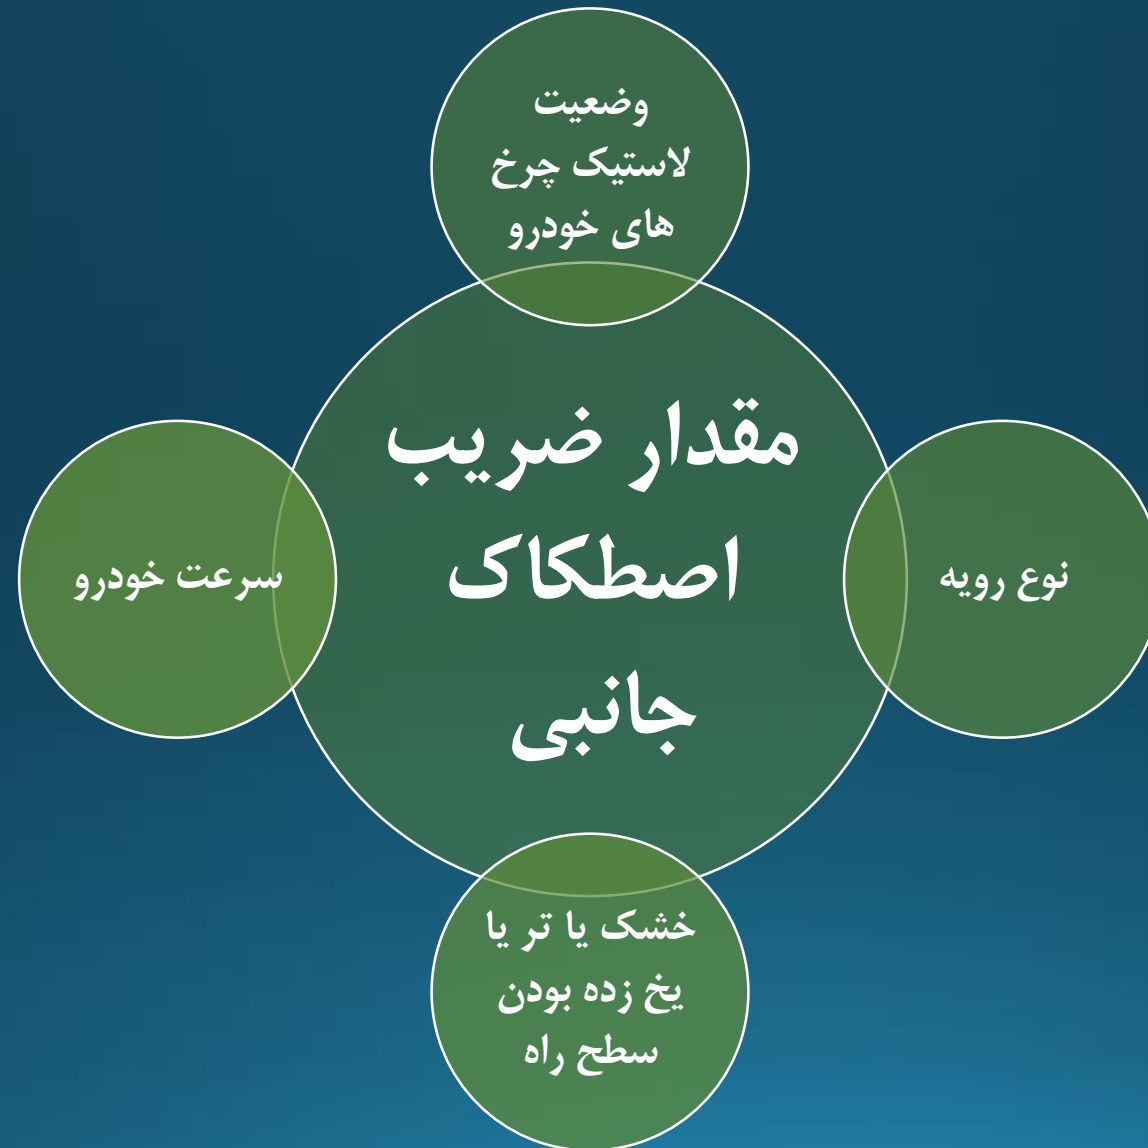 وضعیت
لاستیک چرخ
های خودرو
مقدار ضریب
اصطکاک
جانبی
نوع رویه
سرعت خودرو
خشک یا تر یا
یخ زده بودن
سطح راه